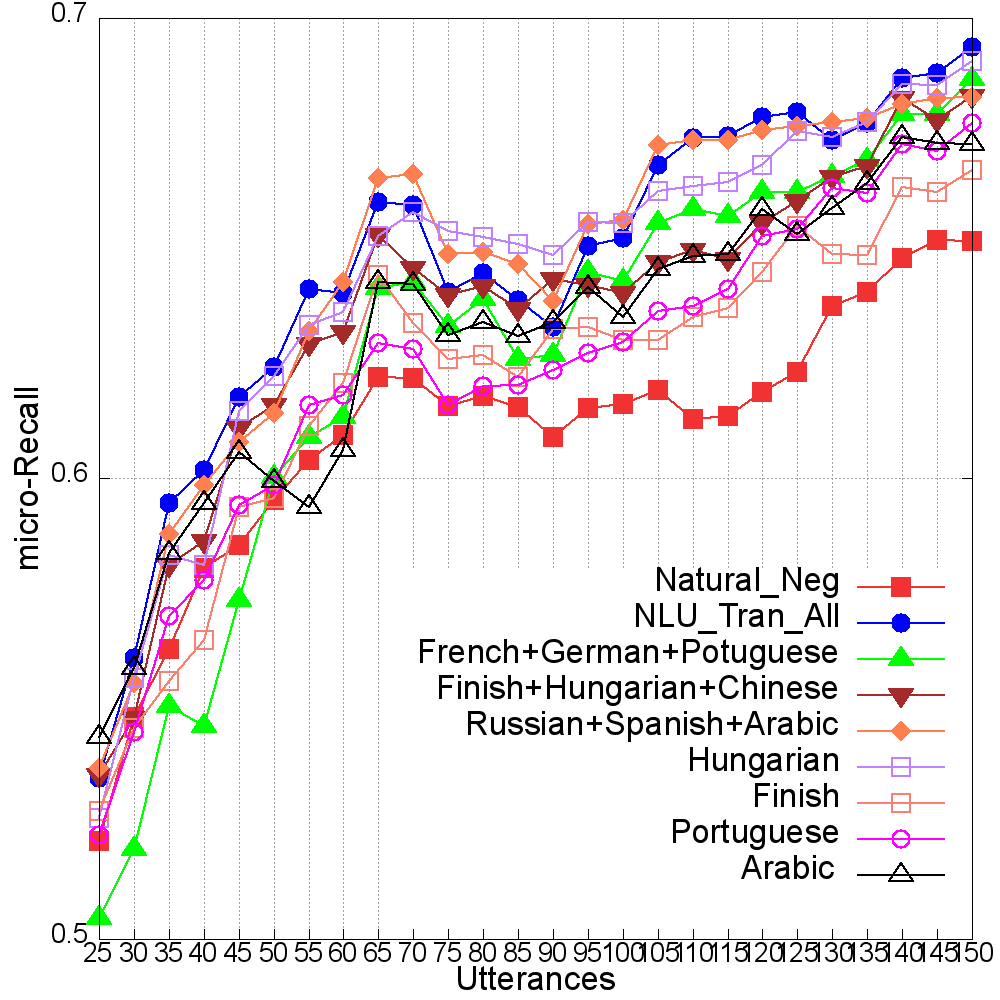 0.7
0.6
0.5
micro-Recall
Natural_Neg
NLU_Tran_All
French+German+Potuguese
Finish+Hungarian+Chinese
Russian+Spanish+Arabic
Hungarian
Finish
Portuguese
Arabic
25 30 35 40 45 50 55 60 65 70 75 80 85 90 95 100 105 110 115 120 125 130 135 140 145 150
Utterances